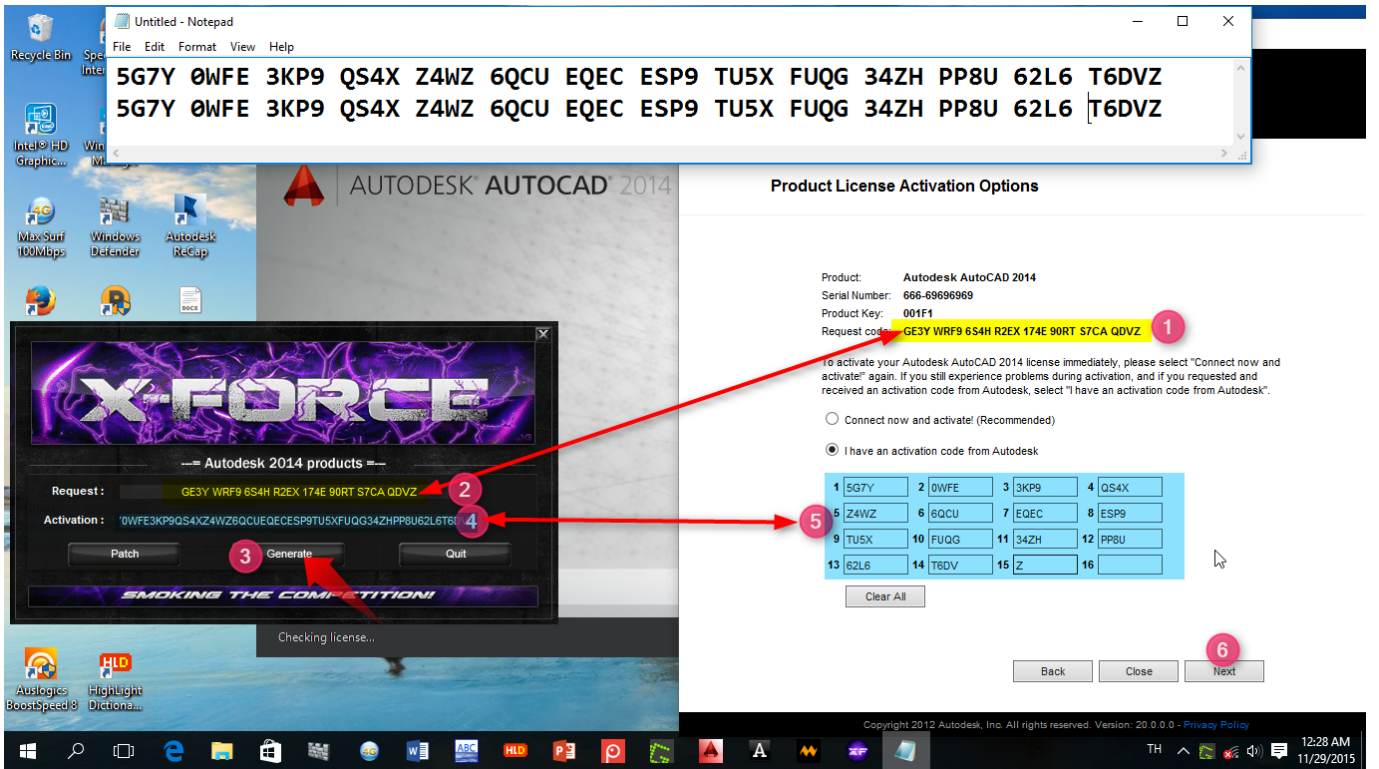 Untitled - Notepad
File Edit Format View Help
5G7Y 0WFE 3KP9 QS4X Z4WZ 6QCU EQEC ESP9 TU5X FUQG 34ZH PP8U 62L6 T6DVZ
5G7Y 0WFE 3KP9 QS4X Z4WZ 6QCU EQEC ESP9 TU5X FUQG 34ZH PP8U 62L6 T6DVZ
Recycle Bin
Intel® HD
Graphic...
Max Surf
100Mbps
Windows
Defender
Autodesk
ReCap
DOCX
AUTODESK® AUTOCAD® 2014
Product License Activation Options
Product: Autodesk AutoCAD 2014
Serial Number: 666-69696969
Product Key: 001F1
Request code: GE3Y WRF9 6S4H R2EX 174E 90RT S7CA QDVZ
1
To activate your Autodesk AutoCAD 2014 license immediately, please select "Connect now and
activate!" again. If you still experience problems during activation, and if you requested and
received an activation code from Autodesk, select "I have an activation code from Autodesk".
Connect now and activate! (Recommended)
I have an activation code from Autodesk
1 5G7Y 2 0WFE 3 3KP9 4 QS4X
5 Z4WZ 6 6QCU 7 EQEC 8 ESP9
9 TU5X 10 FUQG 11 34ZH 12 PP8U
13 62L6 14 T6DV 15 Z 16
5
Clear All
6
Back Close Next
Copyright 2012 Autodesk, Inc. All rights reserved. Version: 20.0.0.0 - Privacy Policy
X
X-FORCE
---= Autodesk 2014 products =---
Request : GE3Y WRF9 6S4H R2EX 174E 90RT S7CA QDVZ
2
Activation : 0WFE3KP9QS4XZ4WZ6QCUEQECESP9TU5XFUQG34ZHPP8U62L6T6D
4
Patch Generate Quit
3
SMOKING THE COMPETITION!
Checking license...
Auslogics
BoostSpeed 8
HLD
HighLight
Dictiona...
4G
ABC
HLD
A
XF
TH
12:28 AM
11/29/2015